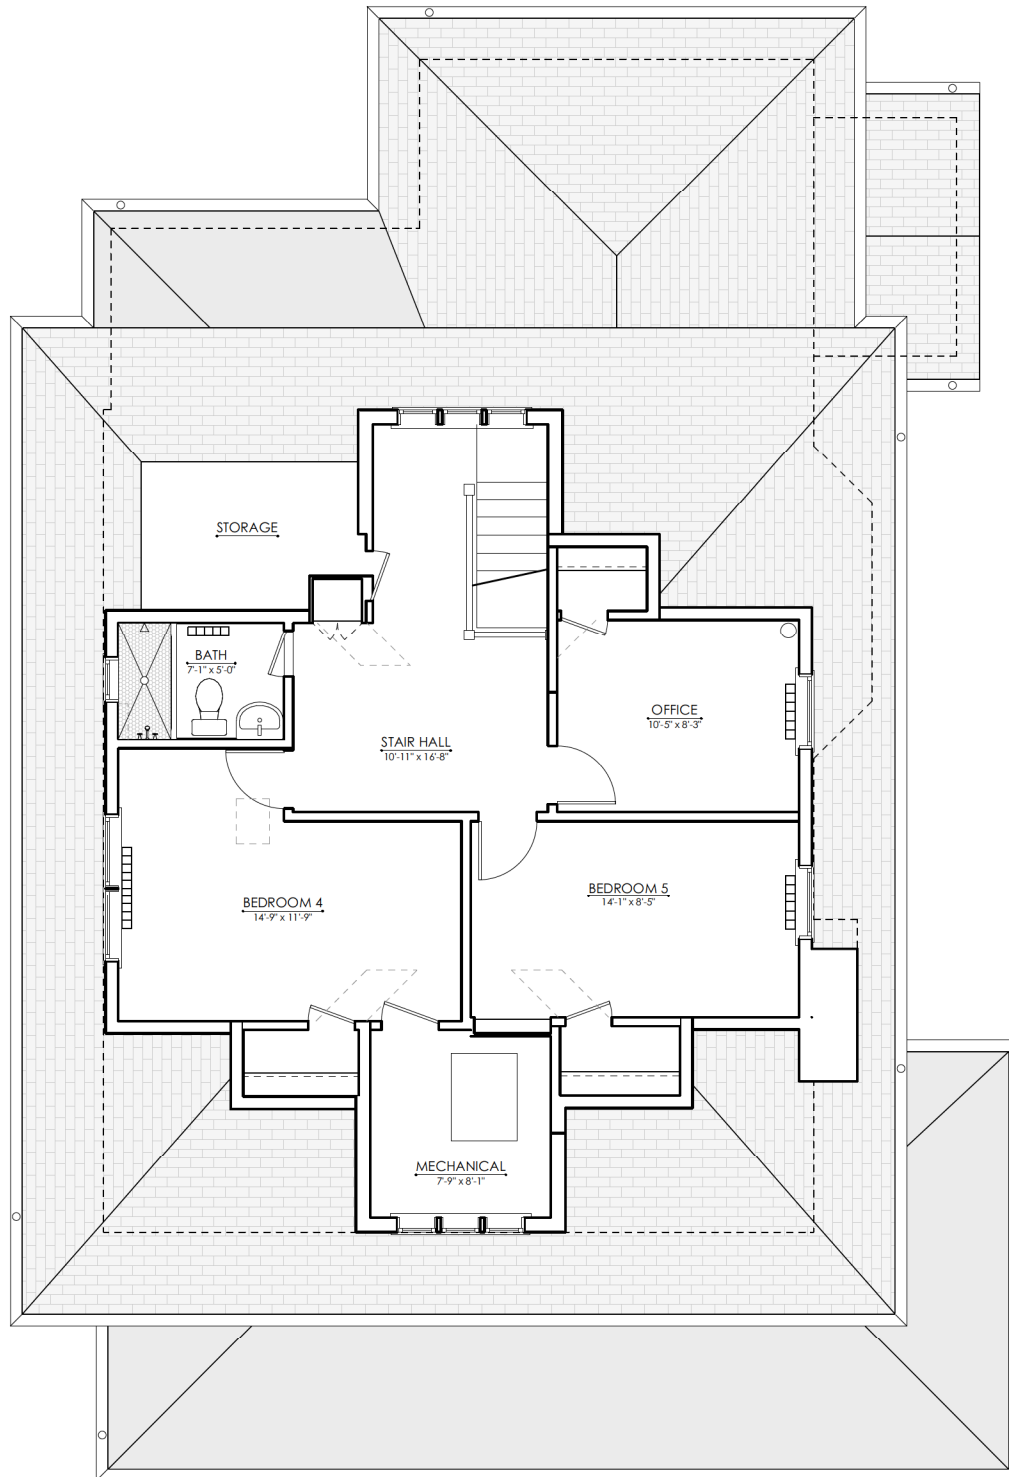 STORAGE
BATH
7'-1" x 5'-0"
OFFICE
10'-5" x 8'-3"
STAIR HALL
10'-11" x 16'-8"
BEDROOM 4
14'-9" x 11'-9"
BEDROOM 5
14'-1" x 8'-5"
MECHANICAL
7'-9" x 8'-1"